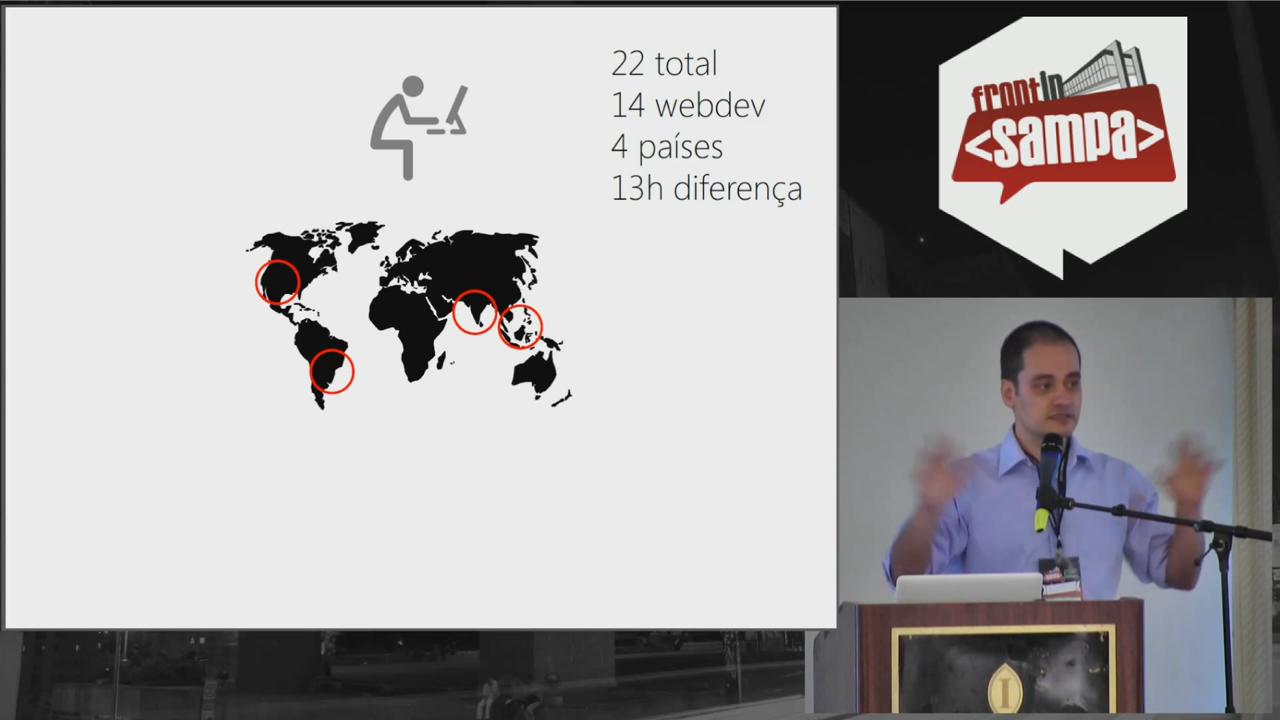 22 total
14 webdev
4 países
13h diferença
frontin
<sampa>
I